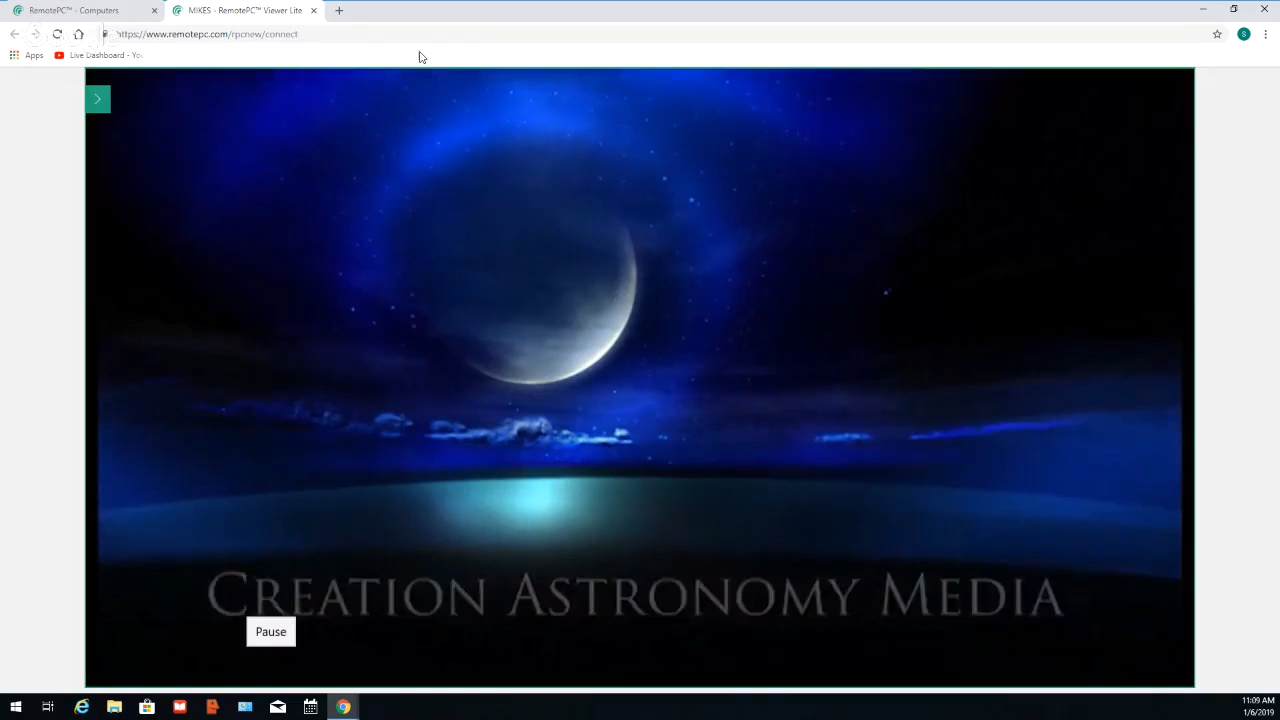 RemotePC™ - Computers
MIKES - RemotePC™ Viewer Lite
https://www.remotepc.com/rpcnew/connect
S
Apps
Live Dashboard - You
CREATION ASTRONOMY MEDIA
Pause
11:09 AM
1/6/2019